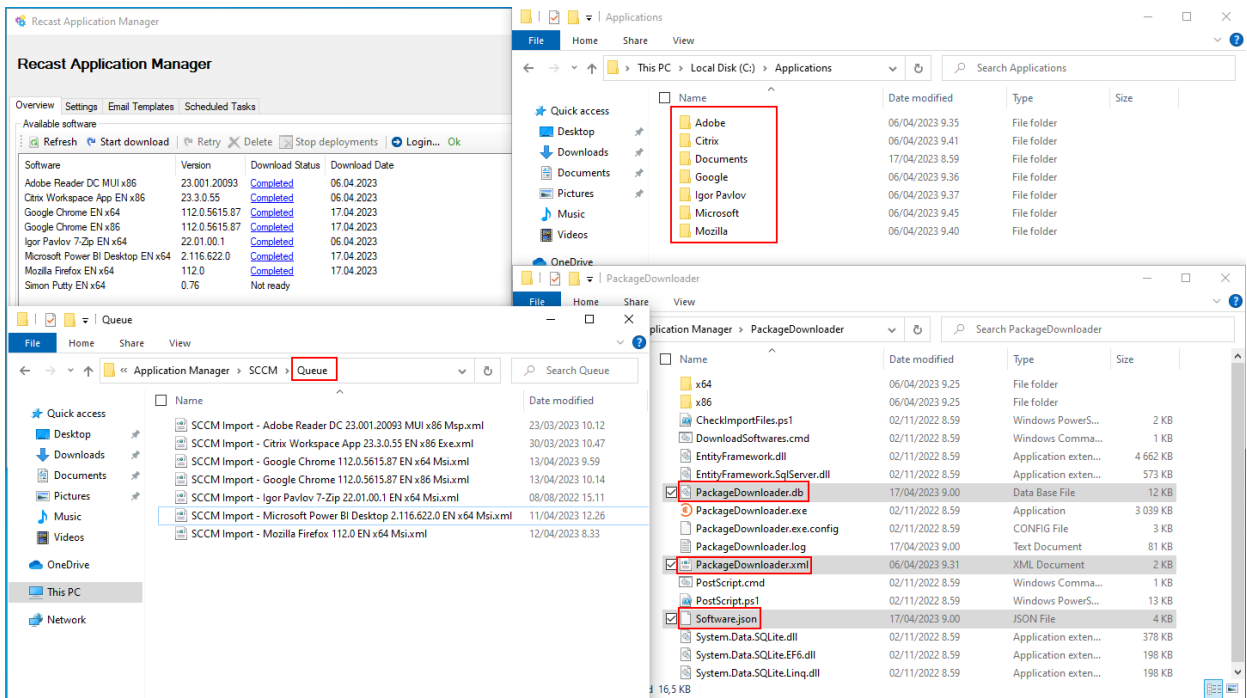 Recast Application Manager
Recast Application Manager
Overview Settings Email Templates Scheduled Tasks
Available software
Refresh Start download Retry Delete Stop deployments Login... Ok
Software Version Download Status Download Date
Adobe Reader DC MUI x86 23.001.20093 Completed 06.04.2023
Citrix Workspace App EN x86 23.3.0.55 Completed 06.04.2023
Google Chrome EN x64 112.0.5615.87 Completed 17.04.2023
Google Chrome EN x86 112.0.5615.87 Completed 17.04.2023
Igor Pavlov 7-Zip EN x64 22.01.00.1 Completed 06.04.2023
Microsoft Power BI Desktop EN x64 2.116.622.0 Completed 17.04.2023
Mozilla Firefox EN x64 112.0 Completed 17.04.2023
Simon Putty EN x64 0.76 Not ready
Applications
File Home Share View
This PC > Local Disk (C:) > Applications Search Applications
Name Date modified Type Size
Quick access
Desktop
Downloads
Documents
Pictures
Music
Videos
OneDrive
Adobe 06/04/2023 9.35 File folder
Citrix 06/04/2023 9.41 File folder
Documents 17/04/2023 8.59 File folder
Google 06/04/2023 9.36 File folder
Igor Pavlov 06/04/2023 9.37 File folder
Microsoft 06/04/2023 9.45 File folder
Mozilla 06/04/2023 9.40 File folder
Queue
File Home Share View
« Application Manager > SCCM > Queue Search Queue
Name Date modified
Quick access
Desktop
Downloads
Documents
Pictures
Music
Videos
OneDrive
This PC
Network
SCCM Import - Adobe Reader DC 23.001.20093 MUI x86 Msp.xml 23/03/2023 10.12
SCCM Import - Citrix Workspace App 23.3.0.55 EN x86 Exe.xml 30/03/2023 10.47
SCCM Import - Google Chrome 112.0.5615.87 EN x64 Msi.xml 13/04/2023 9.59
SCCM Import - Google Chrome 112.0.5615.87 EN x86 Msi.xml 13/04/2023 10.14
SCCM Import - Igor Pavlov 7-Zip 22.01.00.1 EN x64 Msi.xml 08/08/2022 15.11
SCCM Import - Microsoft Power BI Desktop 2.116.622.0 EN x64 Msi.xml 11/04/2023 12.26
SCCM Import - Mozilla Firefox 112.0 EN x64 Msi.xml 12/04/2023 8.33
PackageDownloader
File Home Share View
plication Manager > PackageDownloader Search PackageDownloader
Name Date modified Type Size
x64 06/04/2023 9.25 File folder
x86 06/04/2023 9.25 File folder
CheckImportFiles.ps1 02/11/2022 8.59 Windows PowerS... 2 KB
DownloadSoftwares.cmd 02/11/2022 8.59 Windows Comma... 1 KB
EntityFramework.dll 02/11/2022 8.59 Application exten... 4 662 KB
EntityFramework.SqlServer.dll 02/11/2022 8.59 Application exten... 573 KB
PackageDownloader.db 17/04/2023 9.00 Data Base File 12 KB
PackageDownloader.exe 02/11/2022 8.59 Application 3 039 KB
PackageDownloader.exe.config 02/11/2022 8.59 CONFIG File 3 KB
PackageDownloader.log 17/04/2023 9.00 Text Document 81 KB
PackageDownloader.xml 06/04/2023 9.31 XML Document 2 KB
PostScript.cmd 02/11/2022 8.59 Windows Comma... 1 KB
PostScript.ps1 02/11/2022 8.59 Windows PowerS... 13 KB
Software.json 17/04/2023 9.00 JSON File 4 KB
System.Data.SQLite.dll 02/11/2022 8.59 Application exten... 378 KB
System.Data.SQLite.EF6.dll 02/11/2022 8.59 Application exten... 198 KB
System.Data.SQLite.Linq.dll 02/11/2022 8.59 Application exten... 198 KB
d 16,5 KB